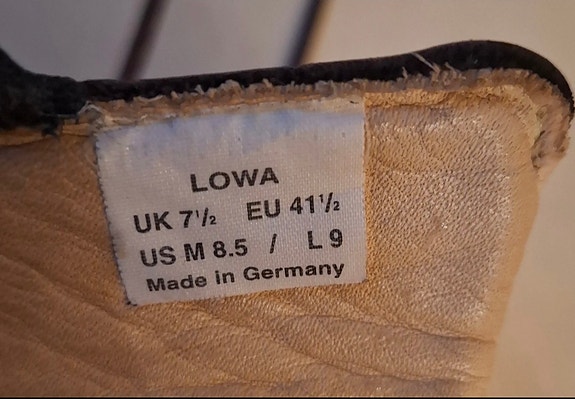 LOWA
UK 7½ EU 41½
US M 8.5 / L 9
Made in Germany